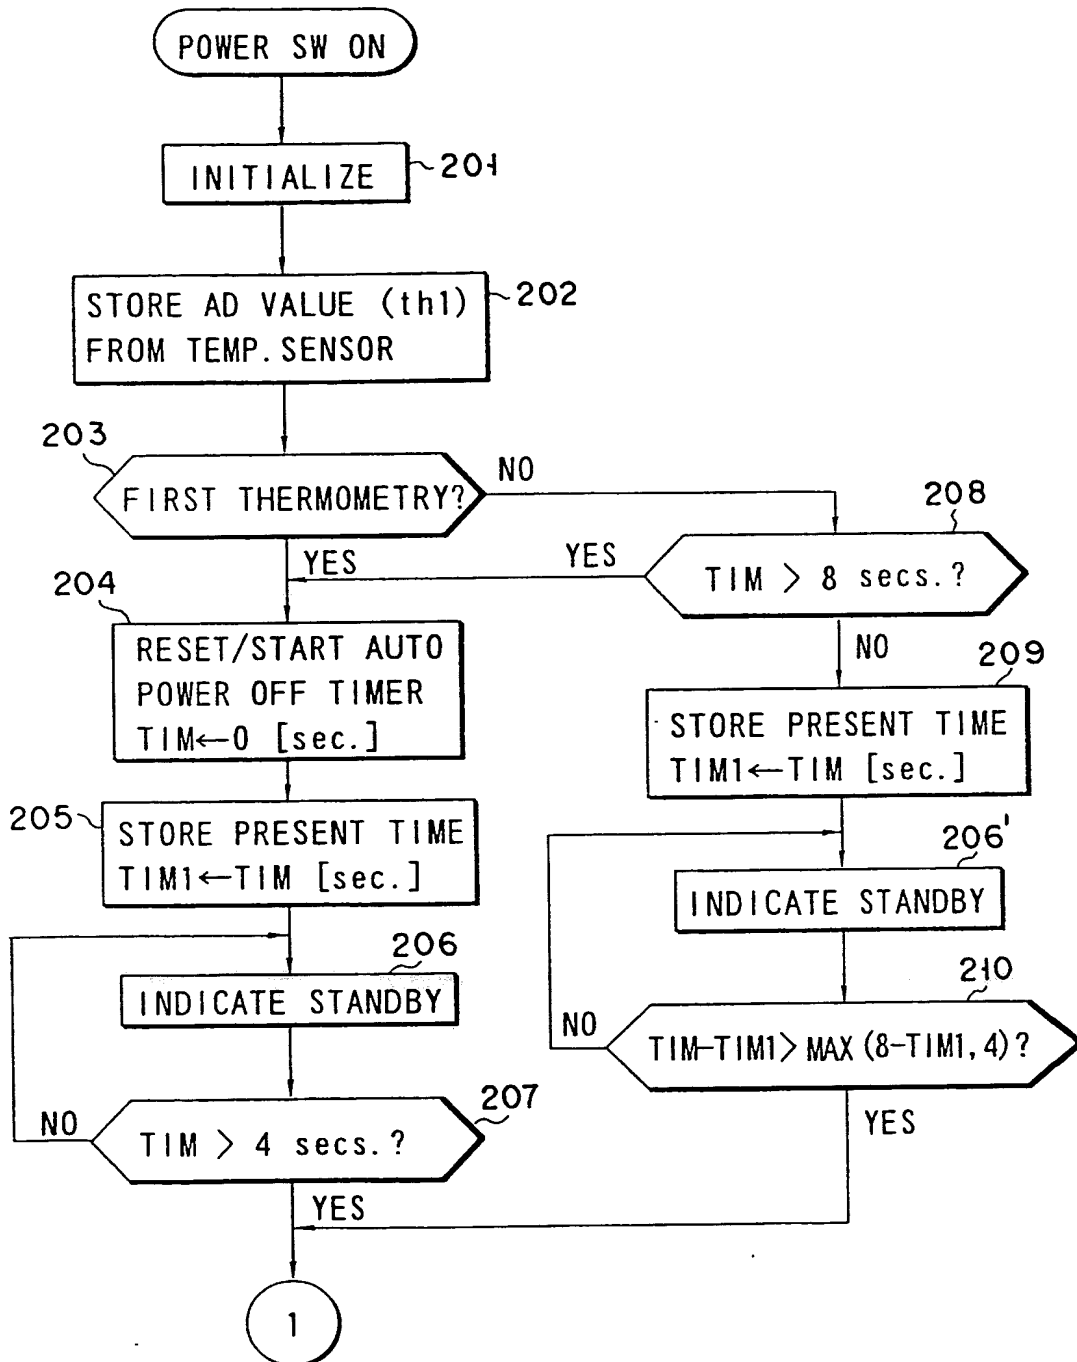 POWER SW ON
INITIALIZE
201
STORE AD VALUE (th1)
FROM TEMP. SENSOR
202
203
FIRST THERMOMETRY?
NO
YES
208
TIM > 8 secs.?
YES
NO
204
RESET/START AUTO
POWER OFF TIMER
TIM←0 [sec.]
209
STORE PRESENT TIME
TIM1←TIM [sec.]
205
STORE PRESENT TIME
TIM1←TIM [sec.]
206'
INDICATE STANDBY
206
INDICATE STANDBY
210
TIM-TIM1>MAX(8-TIM1,4)?
NO
YES
207
TIM > 4 secs.?
NO
YES
1